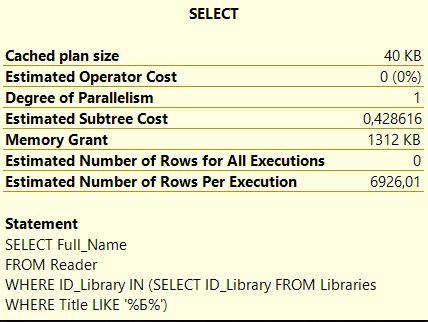 SELECT
Cached plan size 40 KB
Estimated Operator Cost 0 (0%)
Degree of Parallelism 1
Estimated Subtree Cost 0,428616
Memory Grant 1312 KB
Estimated Number of Rows for All Executions 0
Estimated Number of Rows Per Execution 6926,01
Statement
SELECT Full_Name
FROM Reader
WHERE ID_Library IN (SELECT ID_Library FROM Libraries
WHERE Title LIKE '%Б%')